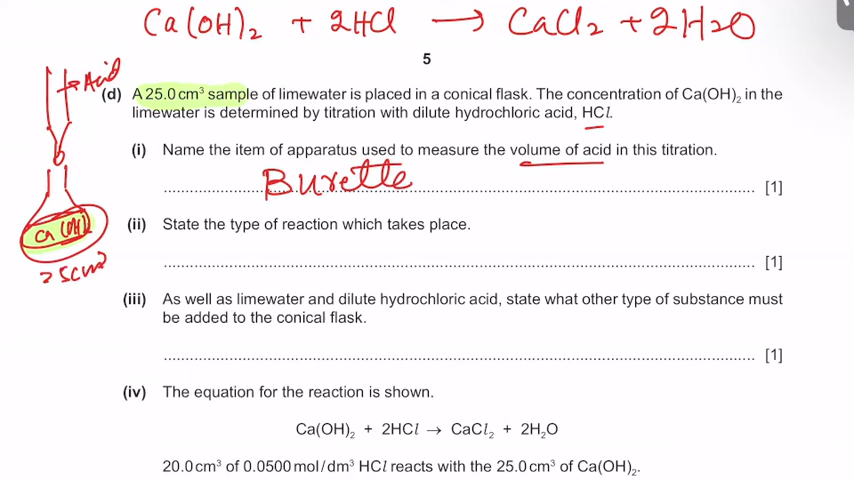 Ca(OH)₂ + 2HCl → CaCl₂ + 2H₂O
5
Acid
(d) A 25.0 cm³ sample of limewater is placed in a conical flask. The concentration of Ca(OH)₂ in the
limewater is determined by titration with dilute hydrochloric acid, HCl.
(i) Name the item of apparatus used to measure the volume of acid in this titration.
Burette
[1]
Ca(OH)₂
25cm³
(ii) State the type of reaction which takes place.
[1]
(iii) As well as limewater and dilute hydrochloric acid, state what other type of substance must
be added to the conical flask.
[1]
(iv) The equation for the reaction is shown.
Ca(OH)₂ + 2HCl → CaCl₂ + 2H₂O
20.0 cm³ of 0.0500 mol/dm³ HCl reacts with the 25.0 cm³ of Ca(OH)₂.